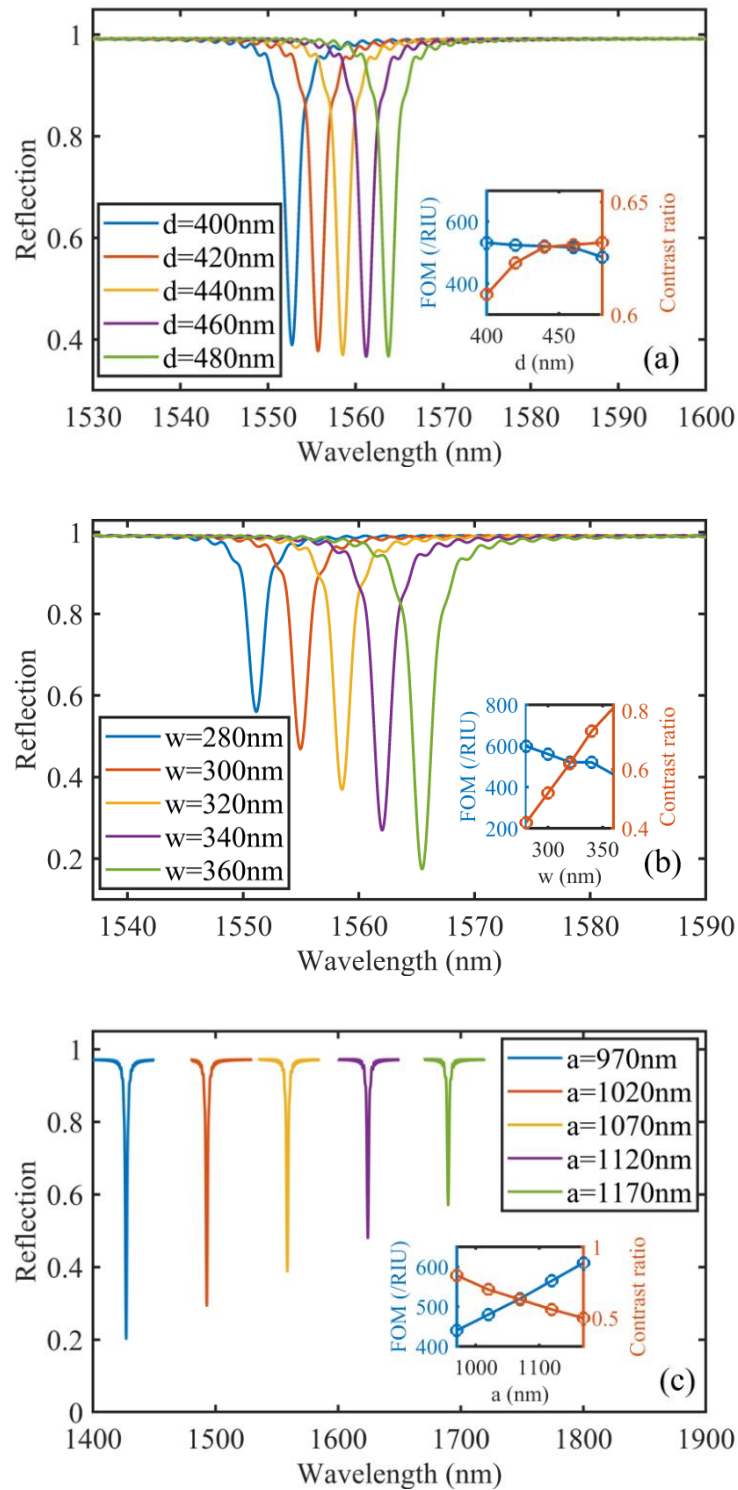 1
0.8
0.6
0.4
Reflection
d=400nm
d=420nm
d=440nm
d=460nm
d=480nm
600
400
FOM (/RIU)
0.65
0.6
Contrast ratio
400 450
d (nm)
(a)
1530 1540 1550 1560 1570 1580 1590 1600
Wavelength (nm)
1
0.8
0.6
0.4
0.2
Reflection
w=280nm
w=300nm
w=320nm
w=340nm
w=360nm
800
600
400
200
FOM (/RIU)
0.8
0.6
0.4
Contrast ratio
300 350
w (nm)
(b)
1540 1550 1560 1570 1580 1590
Wavelength (nm)
1
0.8
0.6
0.4
0.2
0
Reflection
a=970nm
a=1020nm
a=1070nm
a=1120nm
a=1170nm
600
500
400
FOM (/RIU)
1
0.5
Contrast ratio
1000 1100
a (nm)
(c)
1400 1500 1600 1700 1800 1900
Wavelength (nm)